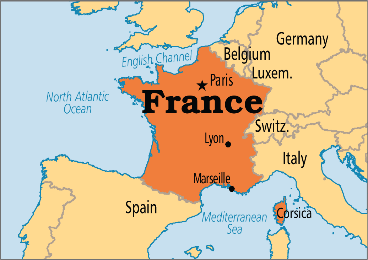 Germany
English Channel
Belgium
Luxem.
Paris
North Atlantic
Ocean
France
Switz.
Lyon
Italy
Marseille
Spain
Mediterranean
Sea
Corsica